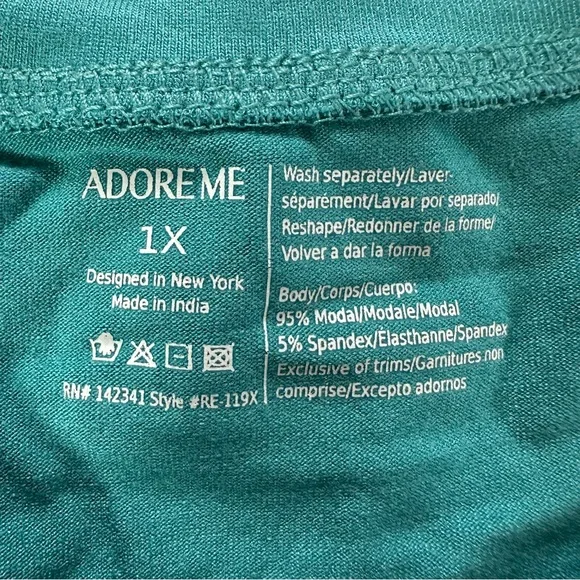 ADORE ME
1X
Designed in New York
Made in India
RN# 142341 Style #RE-119X
Wash separately/Laver-
séparément/Lavar por separado/
Reshape/Redonner de la forme/
Volver a dar la forma
Body/Corps/Cuerpo:
95% Modal/Modale/Modal
5% Spandex/Élasthanne/Spandex
Exclusive of trims/Garnitures non
comprise/Excepto adornos